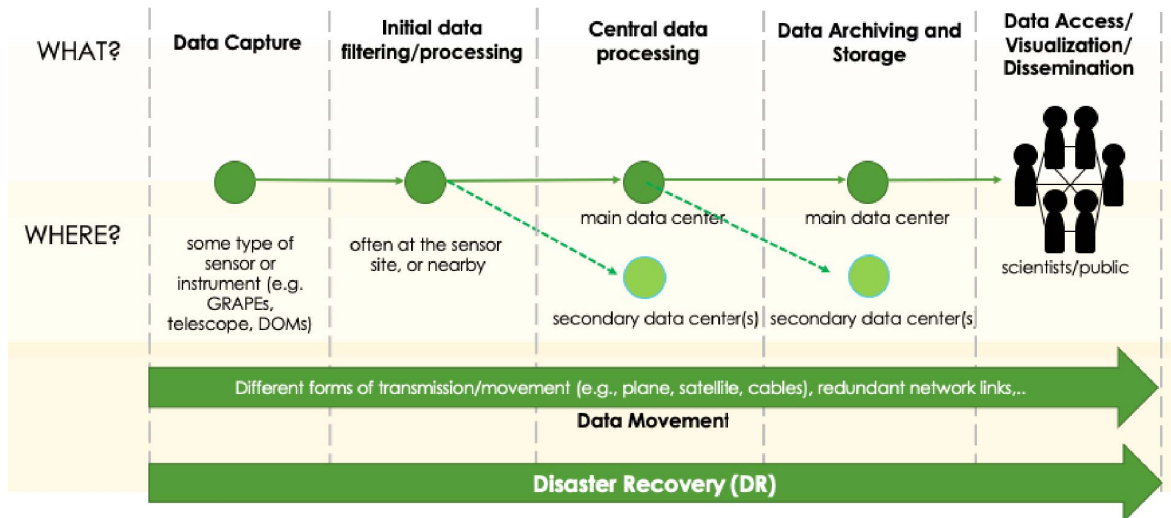 WHAT?
Data Capture
Initial data
filtering/processing
Central data
processing
Data Archiving and
Storage
Data Access/
Visualization/
Dissemination
WHERE?
some type of
sensor or
instrument (e.g.
GRAPEs,
telescope, DOMs)
often at the sensor
site, or nearby
main data center
secondary data center(s)
main data center
secondary data center(s
scientists/public
Different forms of transmission/movement (e.g., plane, satellite, cables), redundant network links,..
Data Movement
Disaster Recovery (DR)